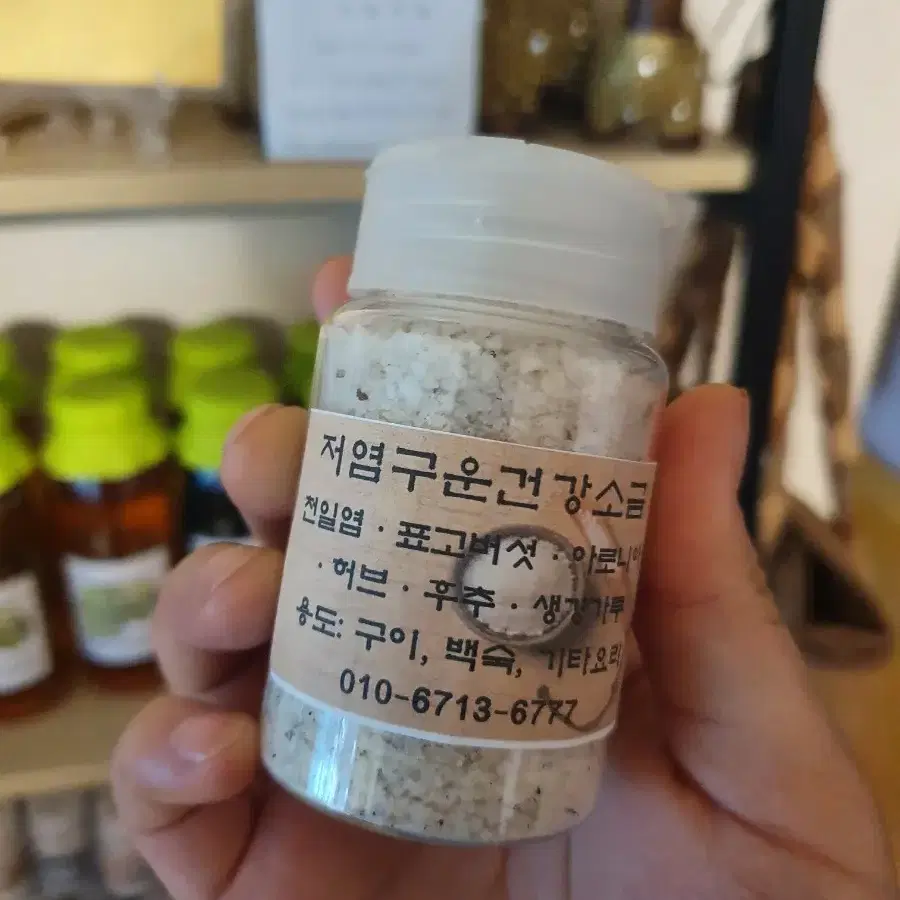 저염구운건강소금
천일염 · 표고버섯 · 아로니아
· 허브 · 후추 · 생강가루
용도: 구이, 백숙, 기타요리
010-6713-6777